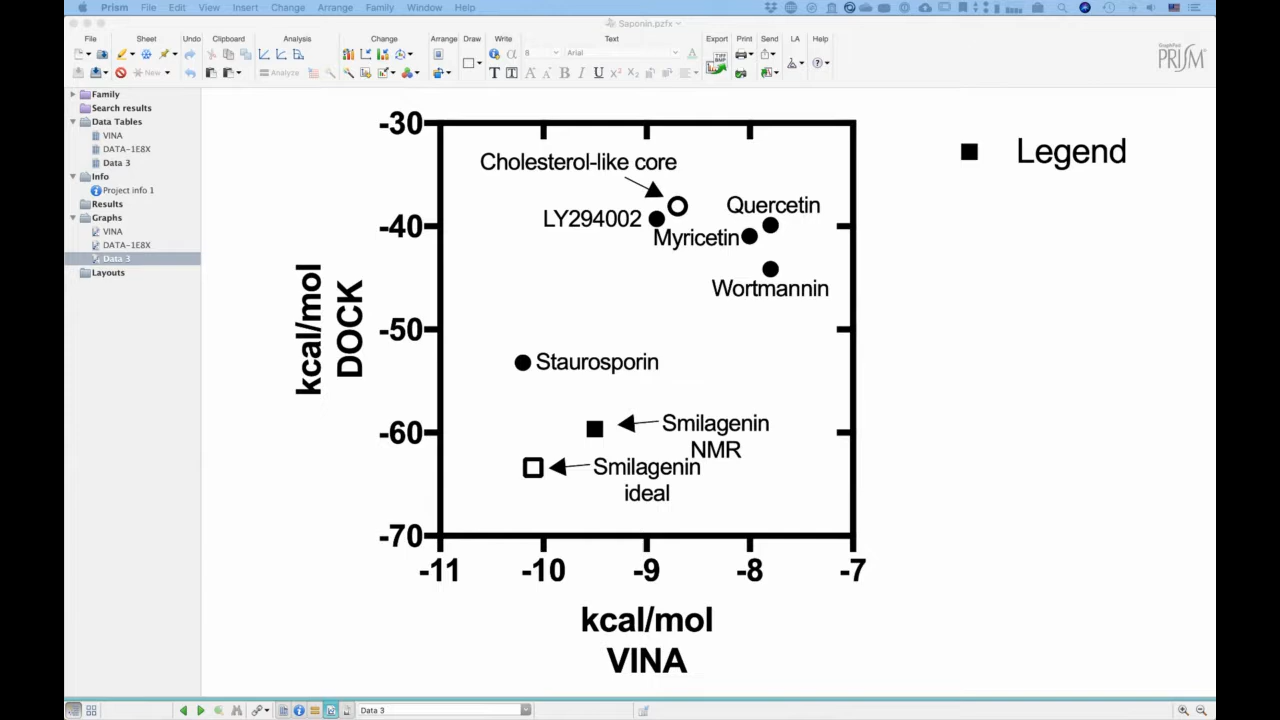 Prism File Edit View Insert Change Arrange Family Window Help
Saponin.pzfx
File Sheet Undo Clipboard Analysis Change Arrange Draw Write Text Export Print Send LA Help
8 Arial
New Analyze
GraphPad
PRISM
Family
Search results
Data Tables
VINA
DATA-1E8X
Data 3
Info
Project info 1
Results
Graphs
VINA
DATA-1E8X
Data 3
Layouts
kcal/mol
DOCK
-30
-40
-50
-60
-70
Cholesterol-like core
LY294002
Quercetin
Myricetin
Wortmannin
Staurosporin
Smilagenin
NMR
Smilagenin
ideal
-11 -10 -9 -8 -7
kcal/mol
VINA
Legend
Data 3